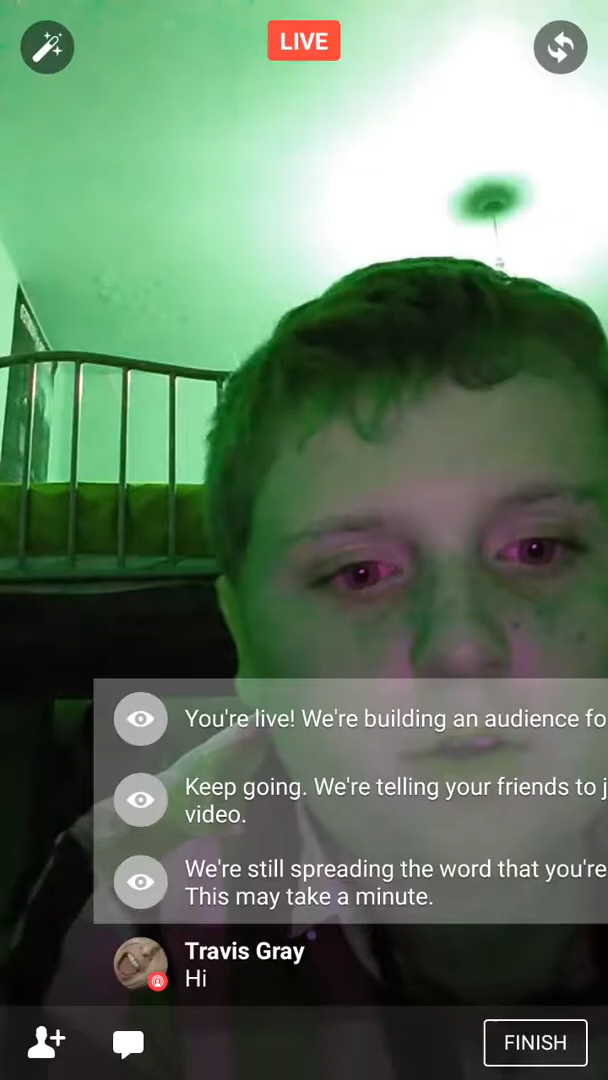 LIVE
You're live! We're building an audience fo
Keep going. We're telling your friends to j
video.
We're still spreading the word that you're
This may take a minute.
Travis Gray
Hi
FINISH